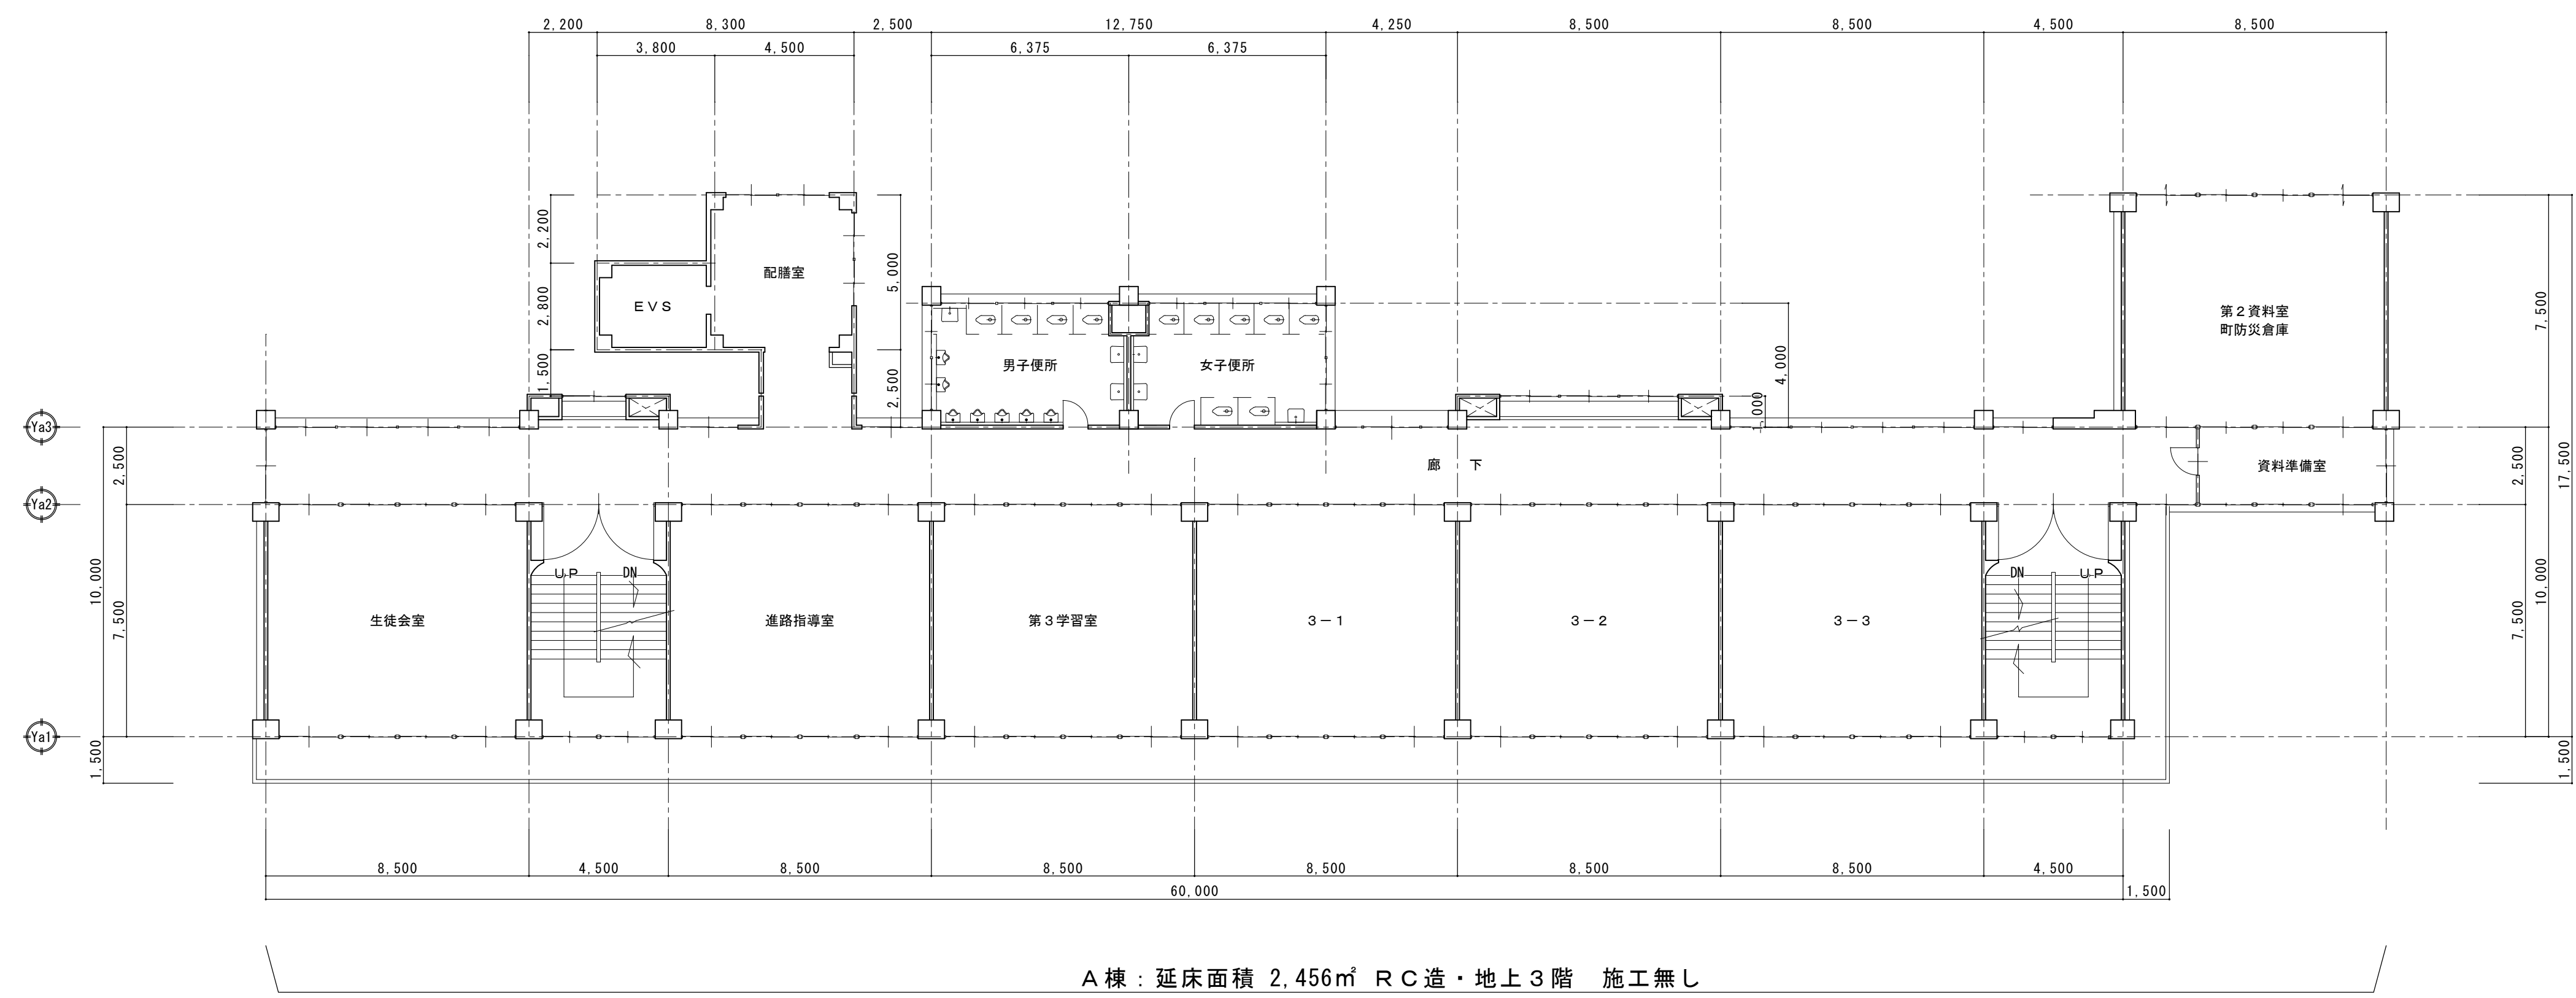 2,200 8,300 2,500 12,750 4,250 8,500 8,500 4,500 8,500
3,800 4,500 6,375 6,375
2,200
2,800
1,500
5,000
2,500
配膳室
ＥＶＳ
男子便所
女子便所
4,000
1,000
第２資料室
町防災倉庫
7,500
17,500
Ya3
Ya2
Ya1
2,500
7,500
10,000
1,500
廊　下
資料準備室
2,500
7,500
10,000
1,500
ＵＰ DN
DN ＵＰ
生徒会室
進路指導室
第３学習室
３－１
３－２
３－３
8,500 4,500 8,500 8,500 8,500 8,500 8,500 4,500
60,000 1,500
Ａ棟：延床面積 2,456㎡ ＲＣ造・地上３階　施工無し